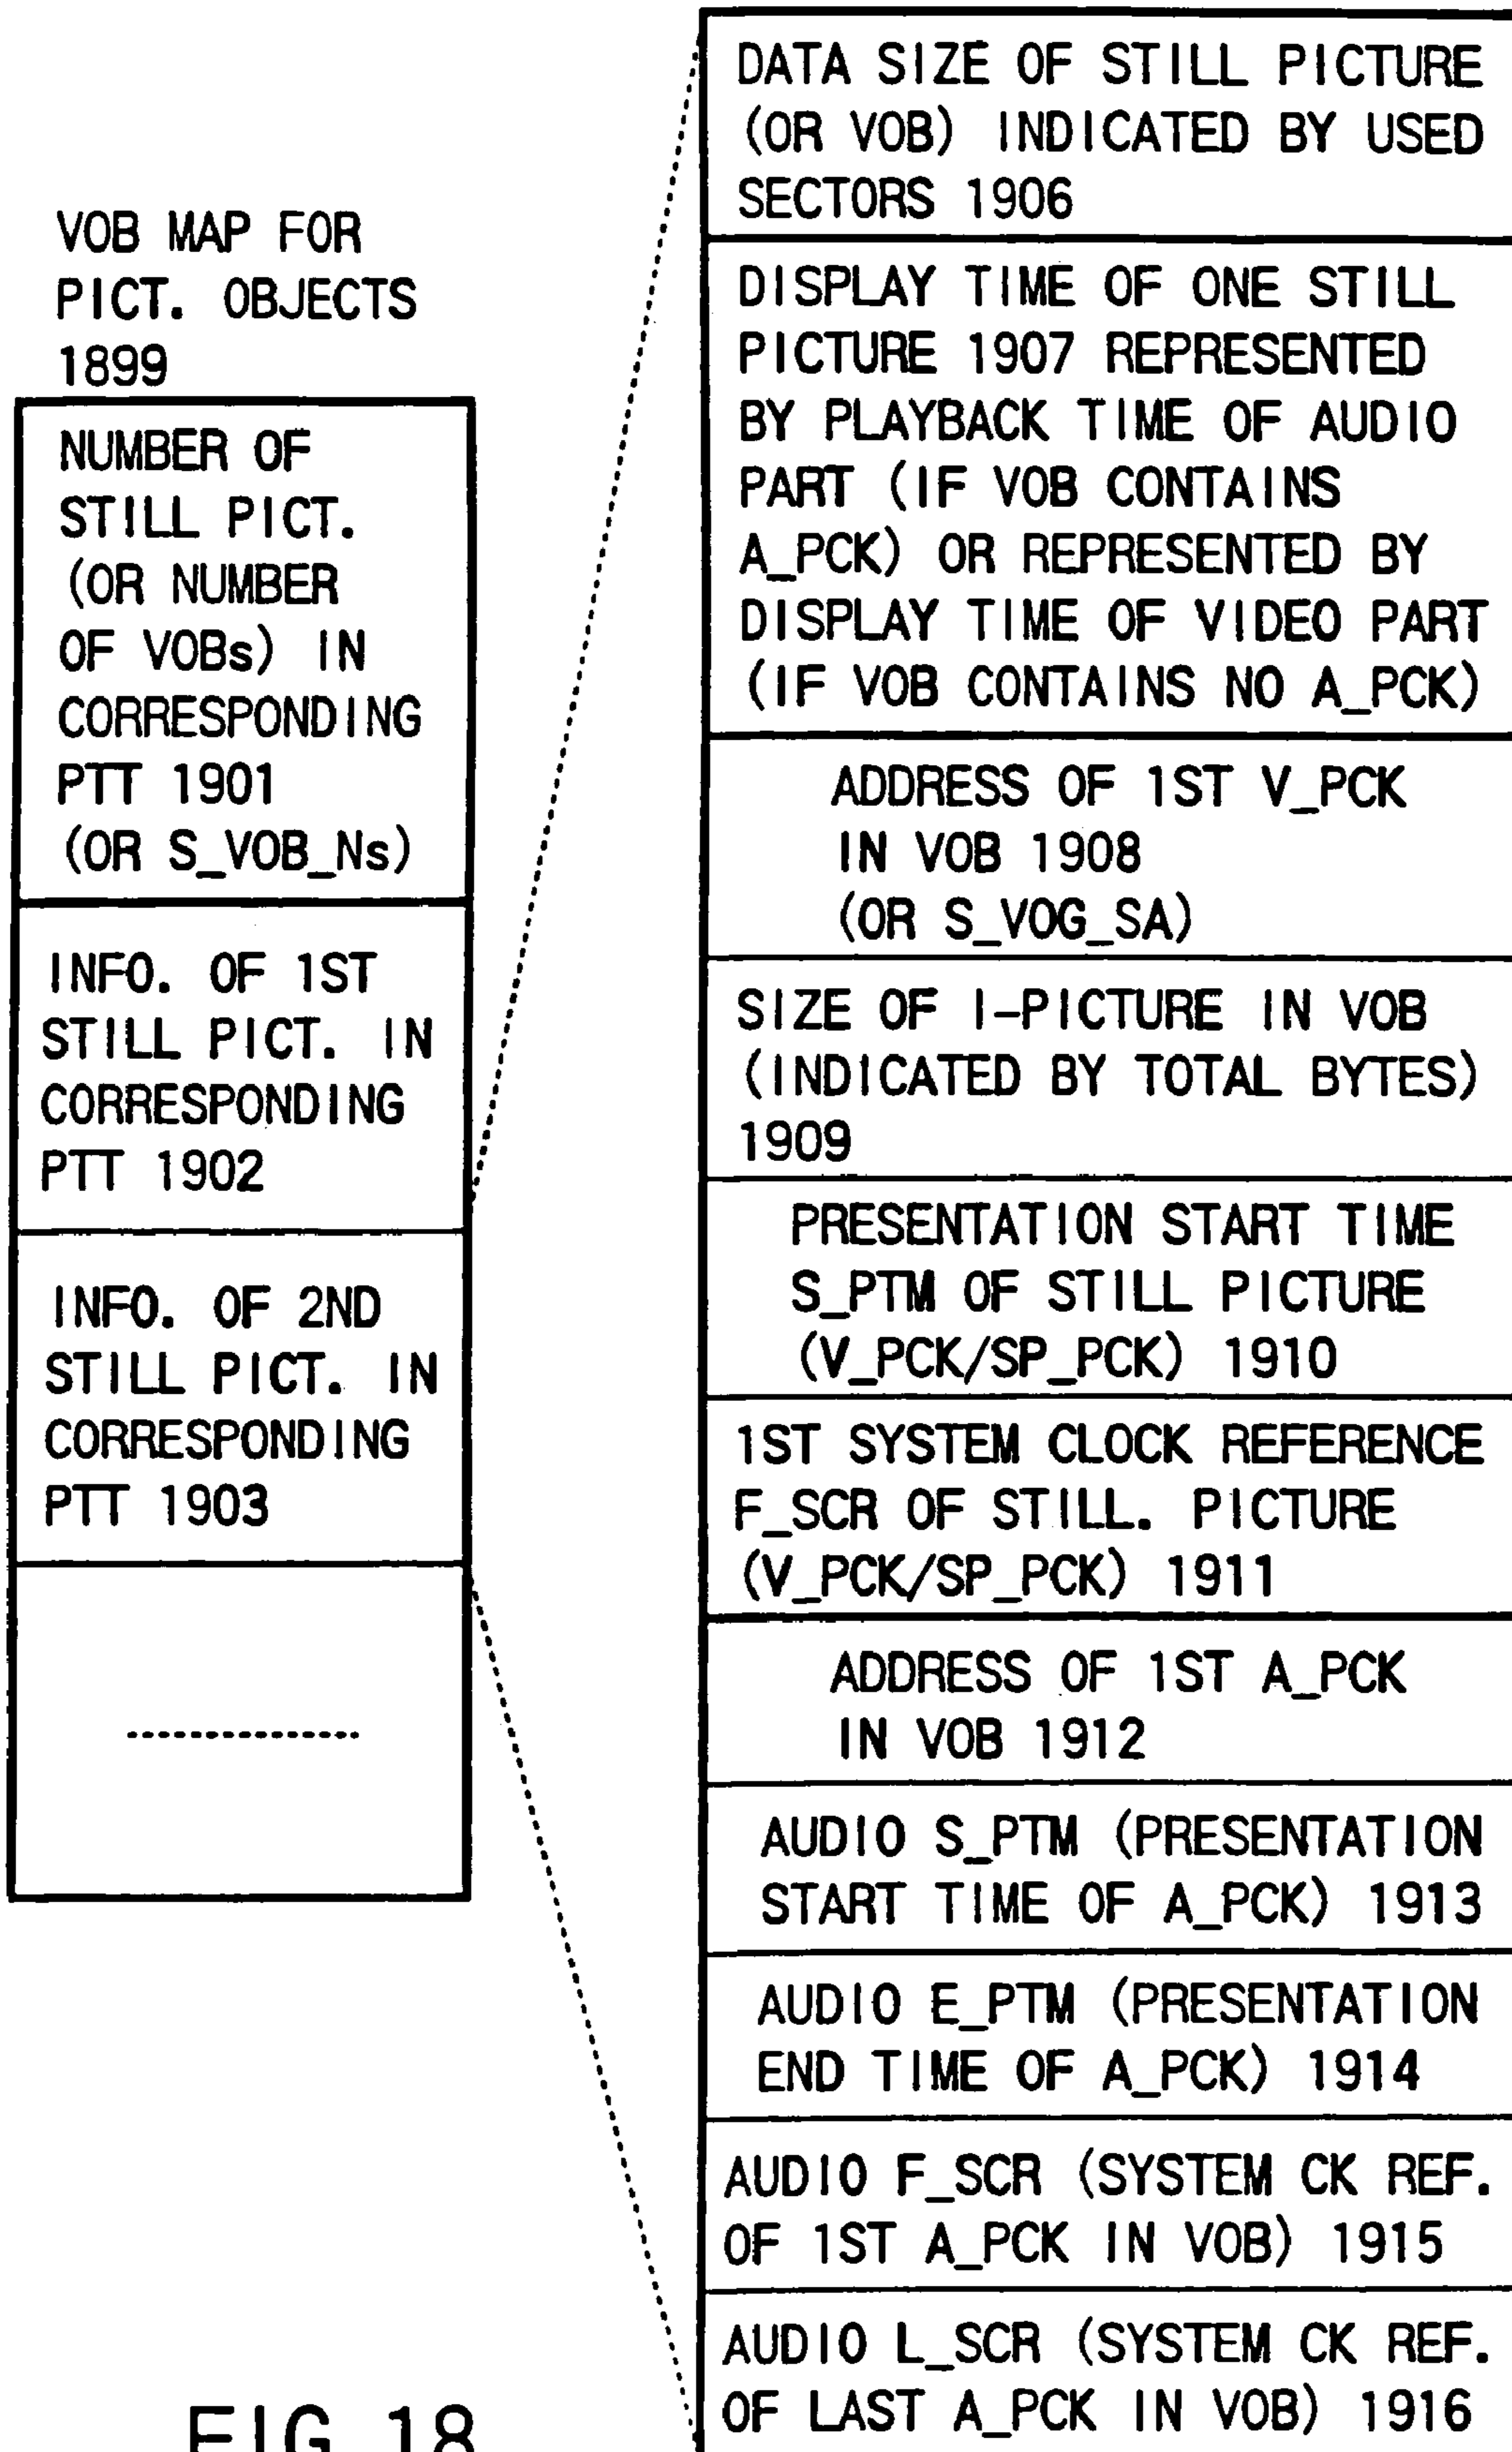 VOB MAP FOR
PICT. OBJECTS
1899
NUMBER OF
STILL PICT.
(OR NUMBER
OF VOBs) IN
CORRESPONDING
PTT 1901
(OR S_VOB_Ns)
INFO. OF 1ST
STILL PICT. IN
CORRESPONDING
PTT 1902
INFO. OF 2ND
STILL PICT. IN
CORRESPONDING
PTT 1903
DATA SIZE OF STILL PICTURE
(OR VOB) INDICATED BY USED
SECTORS 1906
DISPLAY TIME OF ONE STILL
PICTURE 1907 REPRESENTED
BY PLAYBACK TIME OF AUDIO
PART (IF VOB CONTAINS
A_PCK) OR REPRESENTED BY
DISPLAY TIME OF VIDEO PART
(IF VOB CONTAINS NO A_PCK)
ADDRESS OF 1ST V_PCK
IN VOB 1908
(OR S_VOG_SA)
SIZE OF I-PICTURE IN VOB
(INDICATED BY TOTAL BYTES)
1909
PRESENTATION START TIME
S_PTM OF STILL PICTURE
(V_PCK/SP_PCK) 1910
1ST SYSTEM CLOCK REFERENCE
F_SCR OF STILL. PICTURE
(V_PCK/SP_PCK) 1911
ADDRESS OF 1ST A_PCK
IN VOB 1912
AUDIO S_PTM (PRESENTATION
START TIME OF A_PCK) 1913
AUDIO E_PTM (PRESENTATION
END TIME OF A_PCK) 1914
AUDIO F_SCR (SYSTEM CK REF.
OF 1ST A_PCK IN VOB) 1915
AUDIO L_SCR (SYSTEM CK REF.
OF LAST A_PCK IN VOB) 1916
FIG. 18